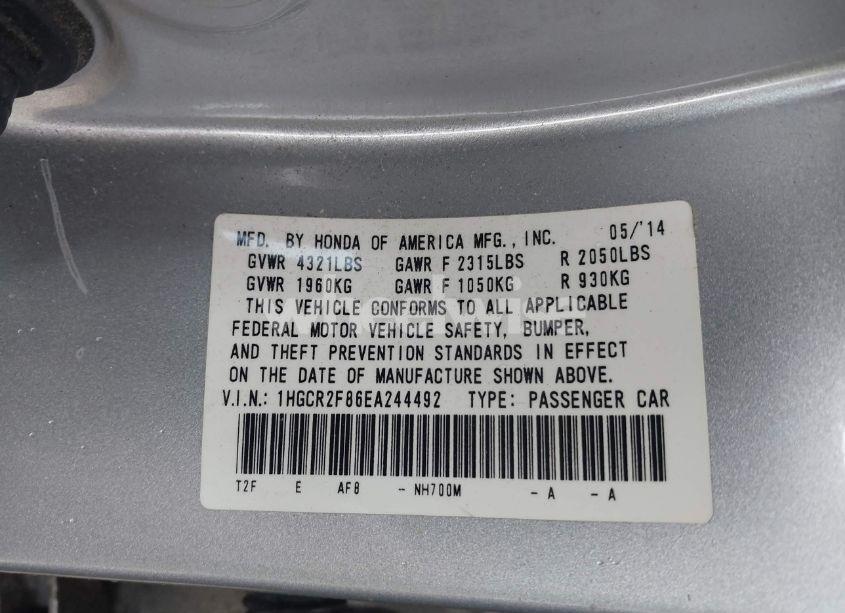 MFD. BY HONDA OF AMERICA MFG., INC. 05/'14
GVWR 4321LBS GAWR F 2315LBS R 2050LBS
GVWR 1960KG GAWR F 1050KG R 930KG
THIS VEHICLE CONFORMS TO ALL APPLICABLE
FEDERAL MOTOR VEHICLE SAFETY, BUMPER,
AND THEFT PREVENTION STANDARDS IN EFFECT
ON THE DATE OF MANUFACTURE SHOWN ABOVE.
V.I.N.: 1HGCR2F86EA244492 TYPE: PASSENGER CAR
T2F E AF8 - NH700M - A - A